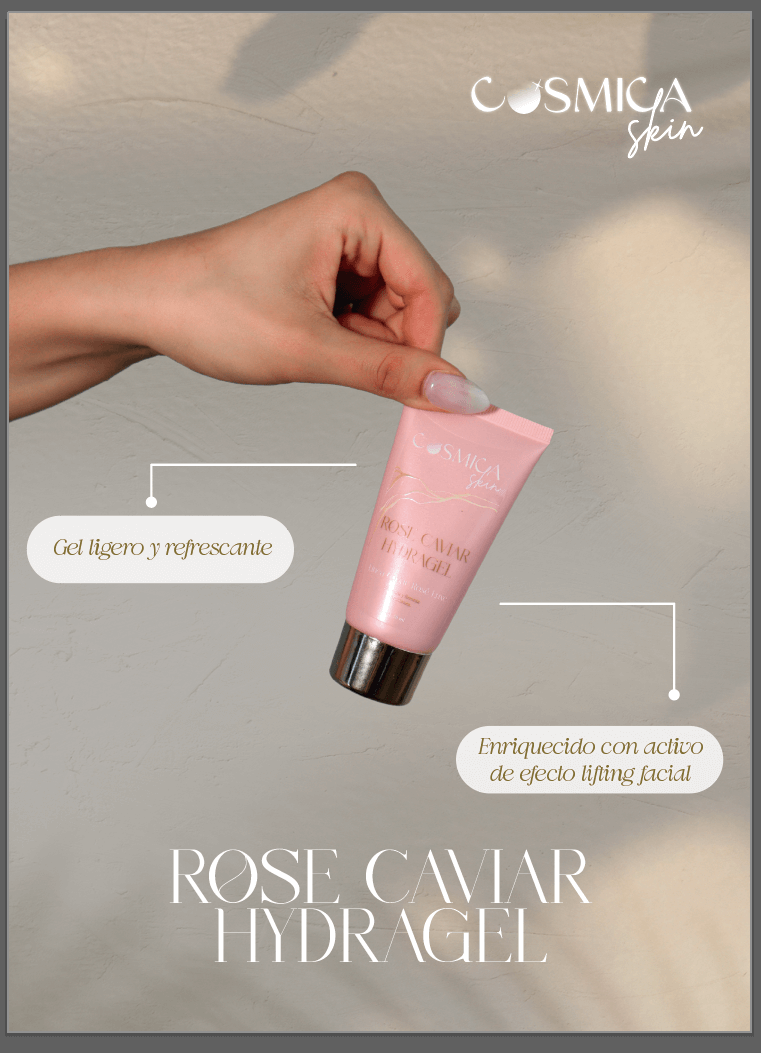 COSMICA
skin
COSMICA
skin
Gel ligero y refrescante
ROSE CAVIAR
HYDRAGEL
Enriquecido con activo
de efecto lifting facial
ROSE CAVIAR
HYDRAGEL